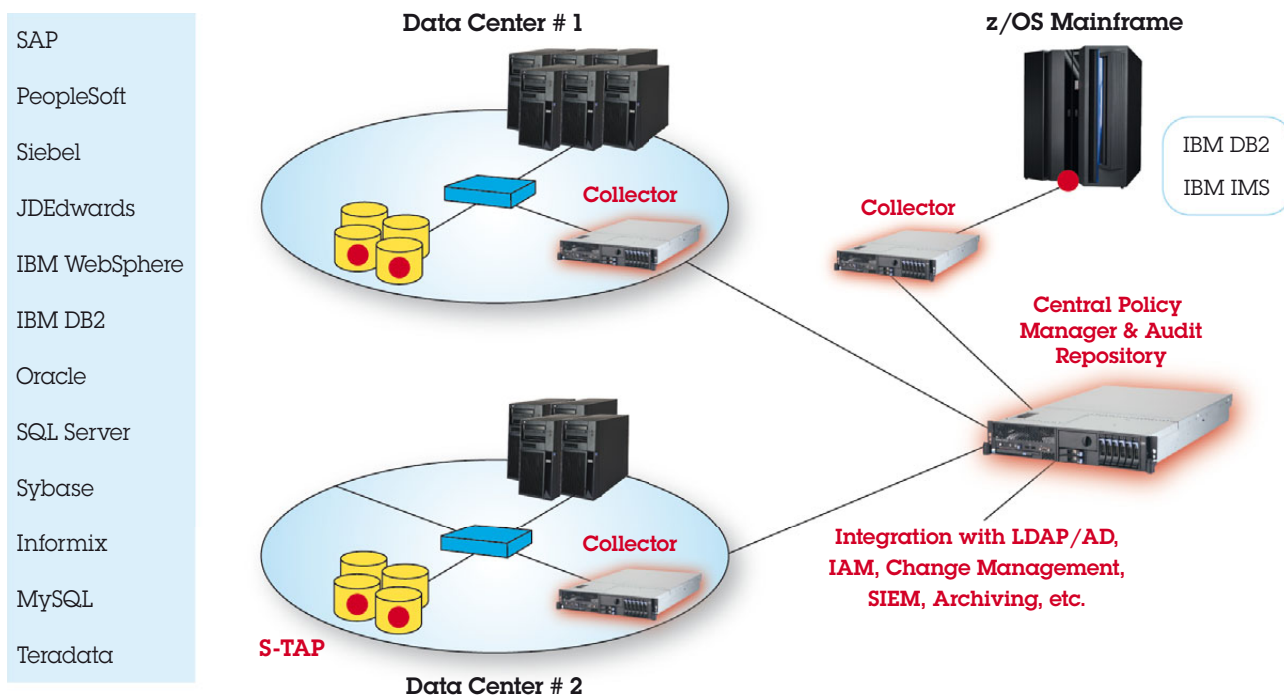 SAP
PeopleSoft
Siebel
JDEdwards
IBM WebSphere
IBM DB2
Oracle
SQL Server
Sybase
Informix
MySQL
Teradata
Data Center # 1
Collector
z/OS Mainframe
IBM DB2
IBM IMS
Collector
Central Policy
Manager & Audit
Repository
Collector
S-TAP
Data Center # 2
Integration with LDAP/AD,
IAM, Change Management,
SIEM, Archiving, etc.